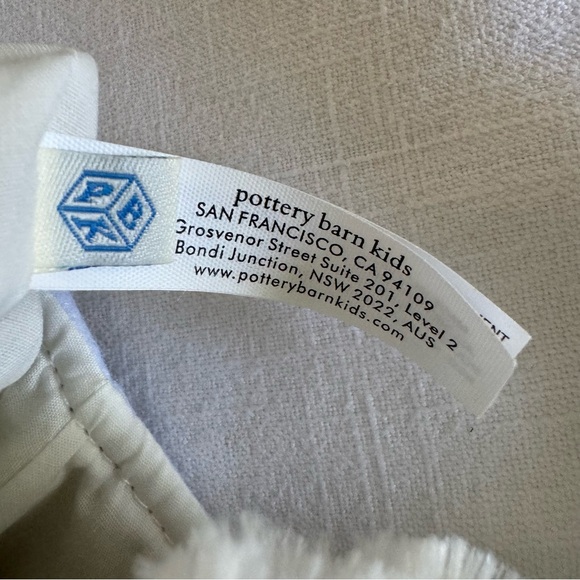 P
B
K
pottery barn kids
SAN FRANCISCO, CA 94109
Grosvenor Street Suite 201, Level 2
Bondi Junction, NSW 2022, AUS
www.potterybarnkids.com